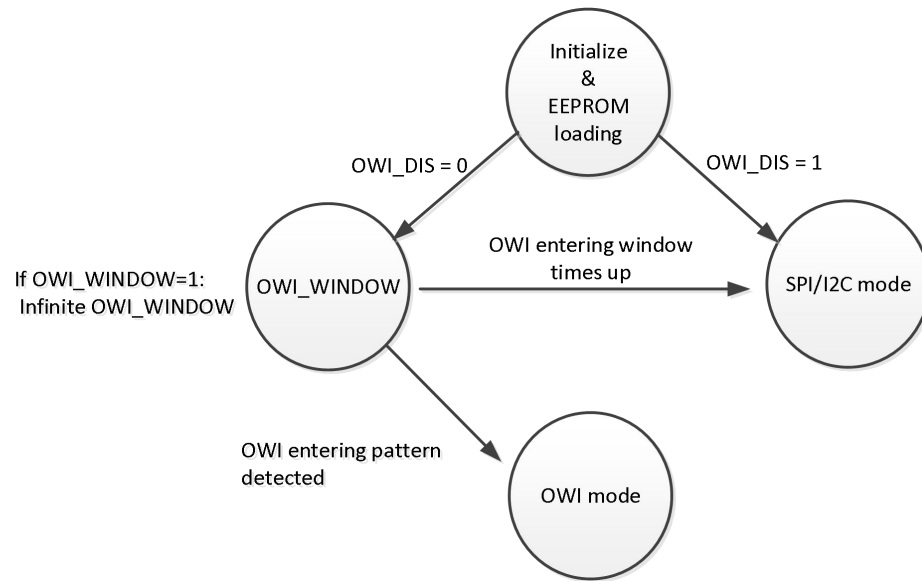 Initialize
&
EEPROM
loading
OWI_DIS = 0
OWI_DIS = 1
OWI entering window
times up
If OWI_WINDOW=1:
Infinite OWI_WINDOW
OWI_WINDOW
SPI/I2C mode
OWI entering pattern
detected
OWI mode